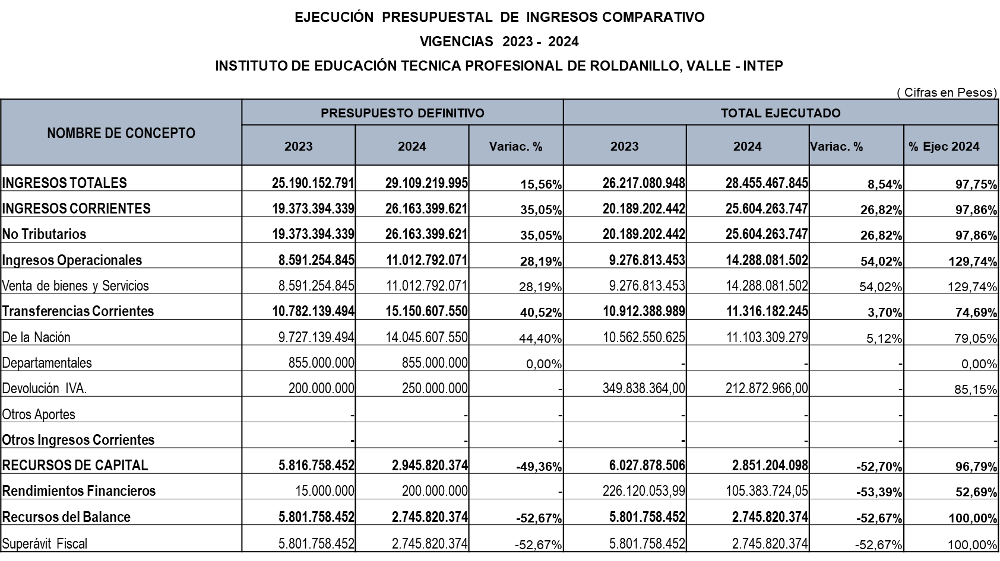 EJECUCIÓN PRESUPUESTAL DE INGRESOS COMPARATIVO
VIGENCIAS 2023 - 2024
INSTITUTO DE EDUCACIÓN TECNICA PROFESIONAL DE ROLDANILLO, VALLE - INTEP
( Cifras en Pesos)
NOMBRE DE CONCEPTO PRESUPUESTO DEFINITIVO TOTAL EJECUTADO
2023 2024 Variac. % 2023 2024 Variac. % % Ejec 2024
INGRESOS TOTALES 25.190.152.791 29.109.219.995 15,56% 26.217.080.948 28.455.467.845 8,54% 97,75%
INGRESOS CORRIENTES 19.373.394.339 26.163.399.621 35,05% 20.189.202.442 25.604.263.747 26,82% 97,86%
No Tributarios 19.373.394.339 26.163.399.621 35,05% 20.189.202.442 25.604.263.747 26,82% 97,86%
Ingresos Operacionales 8.591.254.845 11.012.792.071 28,19% 9.276.813.453 14.288.081.502 54,02% 129,74%
Venta de bienes y Servicios 8.591.254.845 11.012.792.071 28,19% 9.276.813.453 14.288.081.502 54,02% 129,74%
Transferencias Corrientes 10.782.139.494 15.150.607.550 40,52% 10.912.388.989 11.316.182.245 3,70% 74,69%
De la Nación 9.727.139.494 14.045.607.550 44,40% 10.562.550.625 11.103.309.279 5,12% 79,05%
Departamentales 855.000.000 855.000.000 0,00% - - - 0,00%
Devolución IVA. 200.000.000 250.000.000 - 349.838.364,00 212.872.966,00 - 85,15%
Otros Aportes - - - - - - -
Otros Ingresos Corrientes - - - - - - -
RECURSOS DE CAPITAL 5.816.758.452 2.945.820.374 -49,36% 6.027.878.506 2.851.204.098 -52,70% 96,79%
Rendimientos Financieros 15.000.000 200.000.000 - 226.120.053,99 105.383.724,05 -53,39% 52,69%
Recursos del Balance 5.801.758.452 2.745.820.374 -52,67% 5.801.758.452 2.745.820.374 -52,67% 100,00%
Superávit Fiscal 5.801.758.452 2.745.820.374 -52,67% 5.801.758.452 2.745.820.374 -52,67% 100,00%